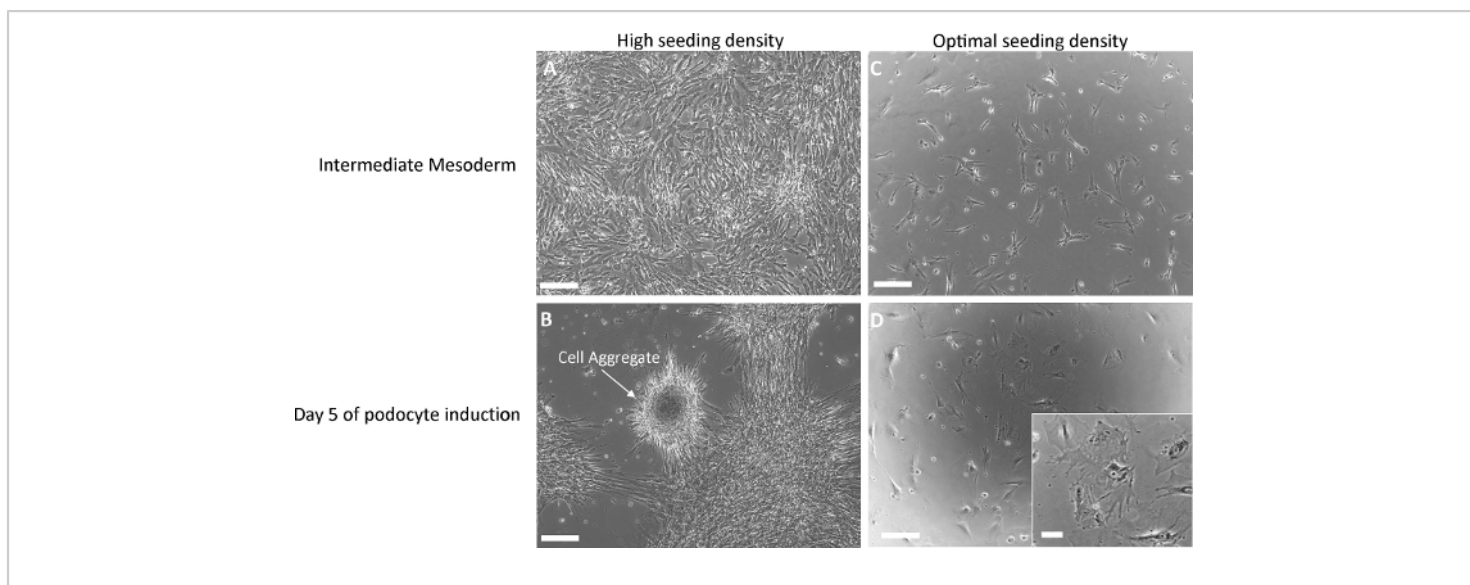 High seeding density
Optimal seeding density
A
C
Intermediate Mesoderm
B
D
Cell Aggregate
Day 5 of podocyte induction